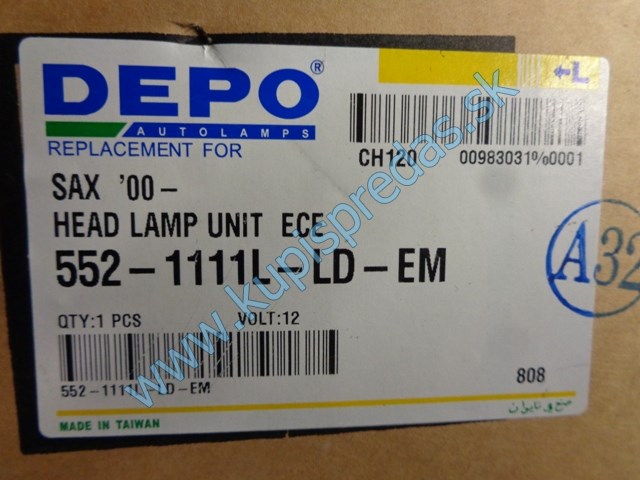 DEPO®
AUTOLAMPS
REPLACEMENT FOR
←L
CH120 00983031%0001
SAX '00-
HEAD LAMP UNIT ECE
552-1111L-LD-EM
A32
QTY:1 PCS VOLT:12
552-1111L-LD-EM
808
MADE IN TAIWAN
www.kupispredas.sk